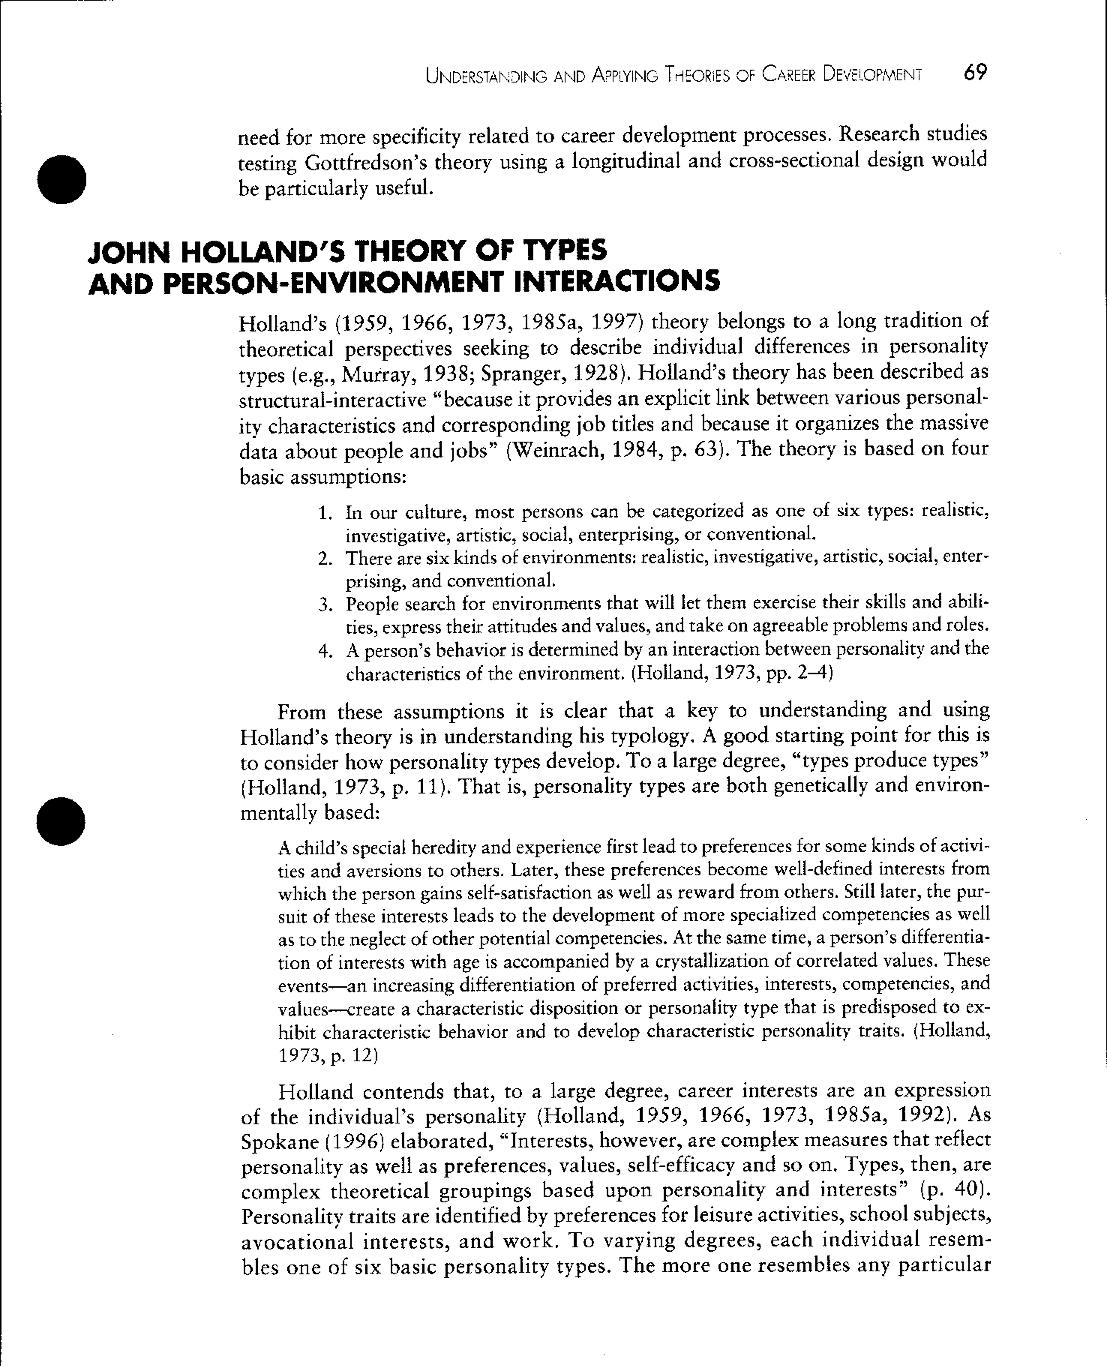 UNDERSTANDING AND APPLYING THEORIES OF CAREER DEVELOPMENT 69
need for more specificity related to career development processes. Research studies
testing Gottfredson's theory using a longitudinal and cross-sectional design would
be particularly useful.
JOHN HOLLAND'S THEORY OF TYPES
AND PERSON-ENVIRONMENT INTERACTIONS
Holland's (1959, 1966, 1973, 1985a, 1997) theory belongs to a long tradition of
theoretical perspectives seeking to describe individual differences in personality
types (e.g., Murray, 1938; Spranger, 1928). Holland's theory has been described as
structural-interactive "because it provides an explicit link between various personal-
ity characteristics and corresponding job titles and because it organizes the massive
data about people and jobs" (Weinrach, 1984, p. 63). The theory is based on four
basic assumptions:
1. In our culture, most persons can be categorized as one of six types: realistic,
investigative, artistic, social, enterprising, or conventional.
2. There are six kinds of environments: realistic, investigative, artistic, social, enter-
prising, and conventional.
3. People search for environments that will let them exercise their skills and abili-
ties, express their attitudes and values, and take on agreeable problems and roles.
4. A person's behavior is determined by an interaction between personality and the
characteristics of the environment. (Holland, 1973, pp. 2–4)
From these assumptions it is clear that a key to understanding and using
Holland's theory is in understanding his typology. A good starting point for this is
to consider how personality types develop. To a large degree, "types produce types"
(Holland, 1973, p. 11). That is, personality types are both genetically and environ-
mentally based:
A child's special heredity and experience first lead to preferences for some kinds of activi-
ties and aversions to others. Later, these preferences become well-defined interests from
which the person gains self-satisfaction as well as reward from others. Still later, the pur-
suit of these interests leads to the development of more specialized competencies as well
as to the neglect of other potential competencies. At the same time, a person's differentia-
tion of interests with age is accompanied by a crystallization of correlated values. These
events—an increasing differentiation of preferred activities, interests, competencies, and
values—create a characteristic disposition or personality type that is predisposed to ex-
hibit characteristic behavior and to develop characteristic personality traits. (Holland,
1973, p. 12)
Holland contends that, to a large degree, career interests are an expression
of the individual's personality (Holland, 1959, 1966, 1973, 1985a, 1992). As
Spokane (1996) elaborated, "Interests, however, are complex measures that reflect
personality as well as preferences, values, self-efficacy and so on. Types, then, are
complex theoretical groupings based upon personality and interests" (p. 40).
Personality traits are identified by preferences for leisure activities, school subjects,
avocational interests, and work. To varying degrees, each individual resem-
bles one of six basic personality types. The more one resembles any particular